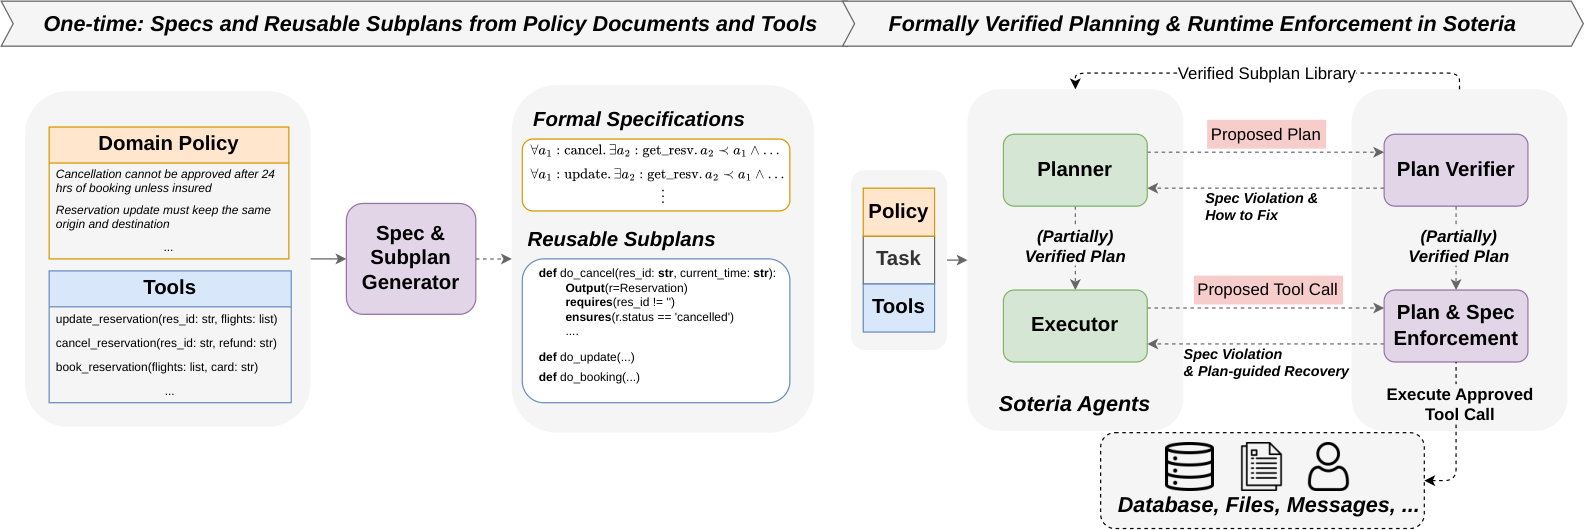 One-time: Specs and Reusable Subplans from Policy Documents and Tools
Formally Verified Planning & Runtime Enforcement in Soteria
Domain Policy
Cancellation cannot be approved after 24
hrs of booking unless insured
Reservation update must keep the same
origin and destination
...
Tools
update_reservation(res_id: str, flights: list)
cancel_reservation(res_id: str, refund: str)
book_reservation(flights: list, card: str)
...
Spec &
Subplan
Generator
Formal Specifications
∀a₁ : cancel. ∃a₂ : get_resv. a₂ ≺ a₁ ∧ …
∀a₁ : update. ∃a₂ : get_resv. a₂ ≺ a₁ ∧ …
⋮
Reusable Subplans
def do_cancel(res_id: str, current_time: str):
Output(r=Reservation)
requires(res_id != '')
ensures(r.status == 'cancelled')
....
def do_update(...)
def do_booking(...)
Policy
Task
Tools
Verified Subplan Library
Planner
Proposed Plan
Plan Verifier
Spec Violation &
How to Fix
(Partially)
Verified Plan
(Partially)
Verified Plan
Executor
Proposed Tool Call
Plan & Spec
Enforcement
Spec Violation
& Plan-guided Recovery
Soteria Agents
Execute Approved
Tool Call
Database, Files, Messages, ...